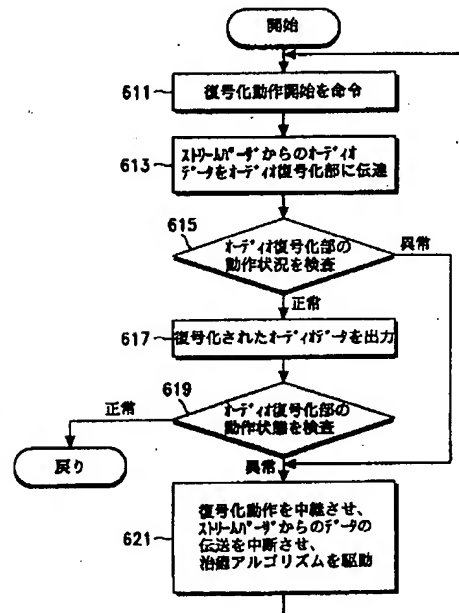 開始
611
復号化動作開始を命令
613
ストリームパーザからのオーディオ
データをオーディオ復号化部に伝達
615
オーディオ復号化部の
動作状況を検査
異常
正常
617
復号化されたオーディオデータを出力
619
オーディオ復号化部の
動作状態を検査
正常
戻り
異常
621
復号化動作を中継させ、
ストリームパーザからのデータの
伝送を中断させ、
治癒アルゴリズムを駆動